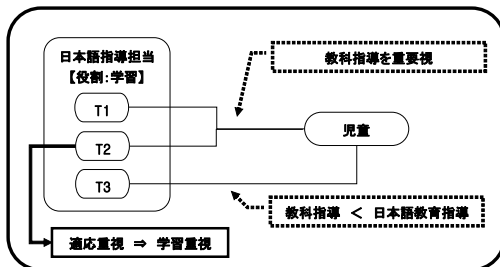 日本語指導担当
【役割:学習】
教科指導を重要視
T1
T2
児童
T3
教科指導 < 日本語教育指導
適応重視 ⇒ 学習重視